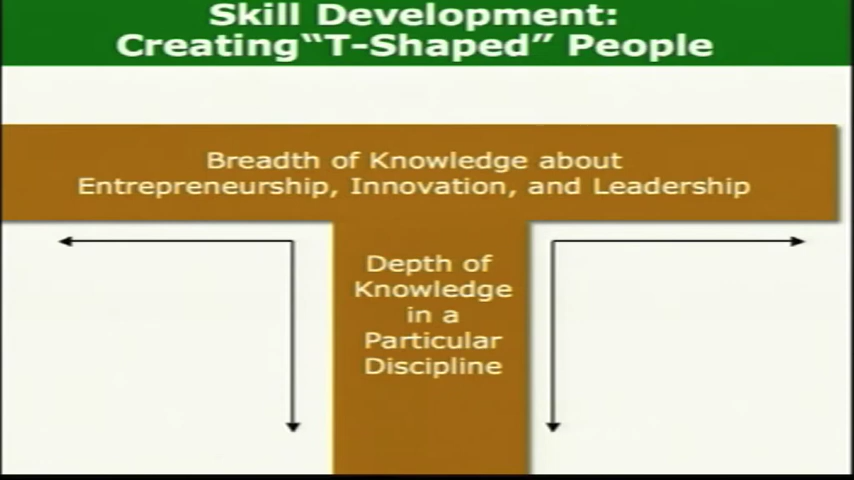 Skill Development:
Creating“T-Shaped” People
Breadth of Knowledge about
Entrepreneurship, Innovation, and Leadership
Depth of
Knowledge
in a
Particular
Discipline